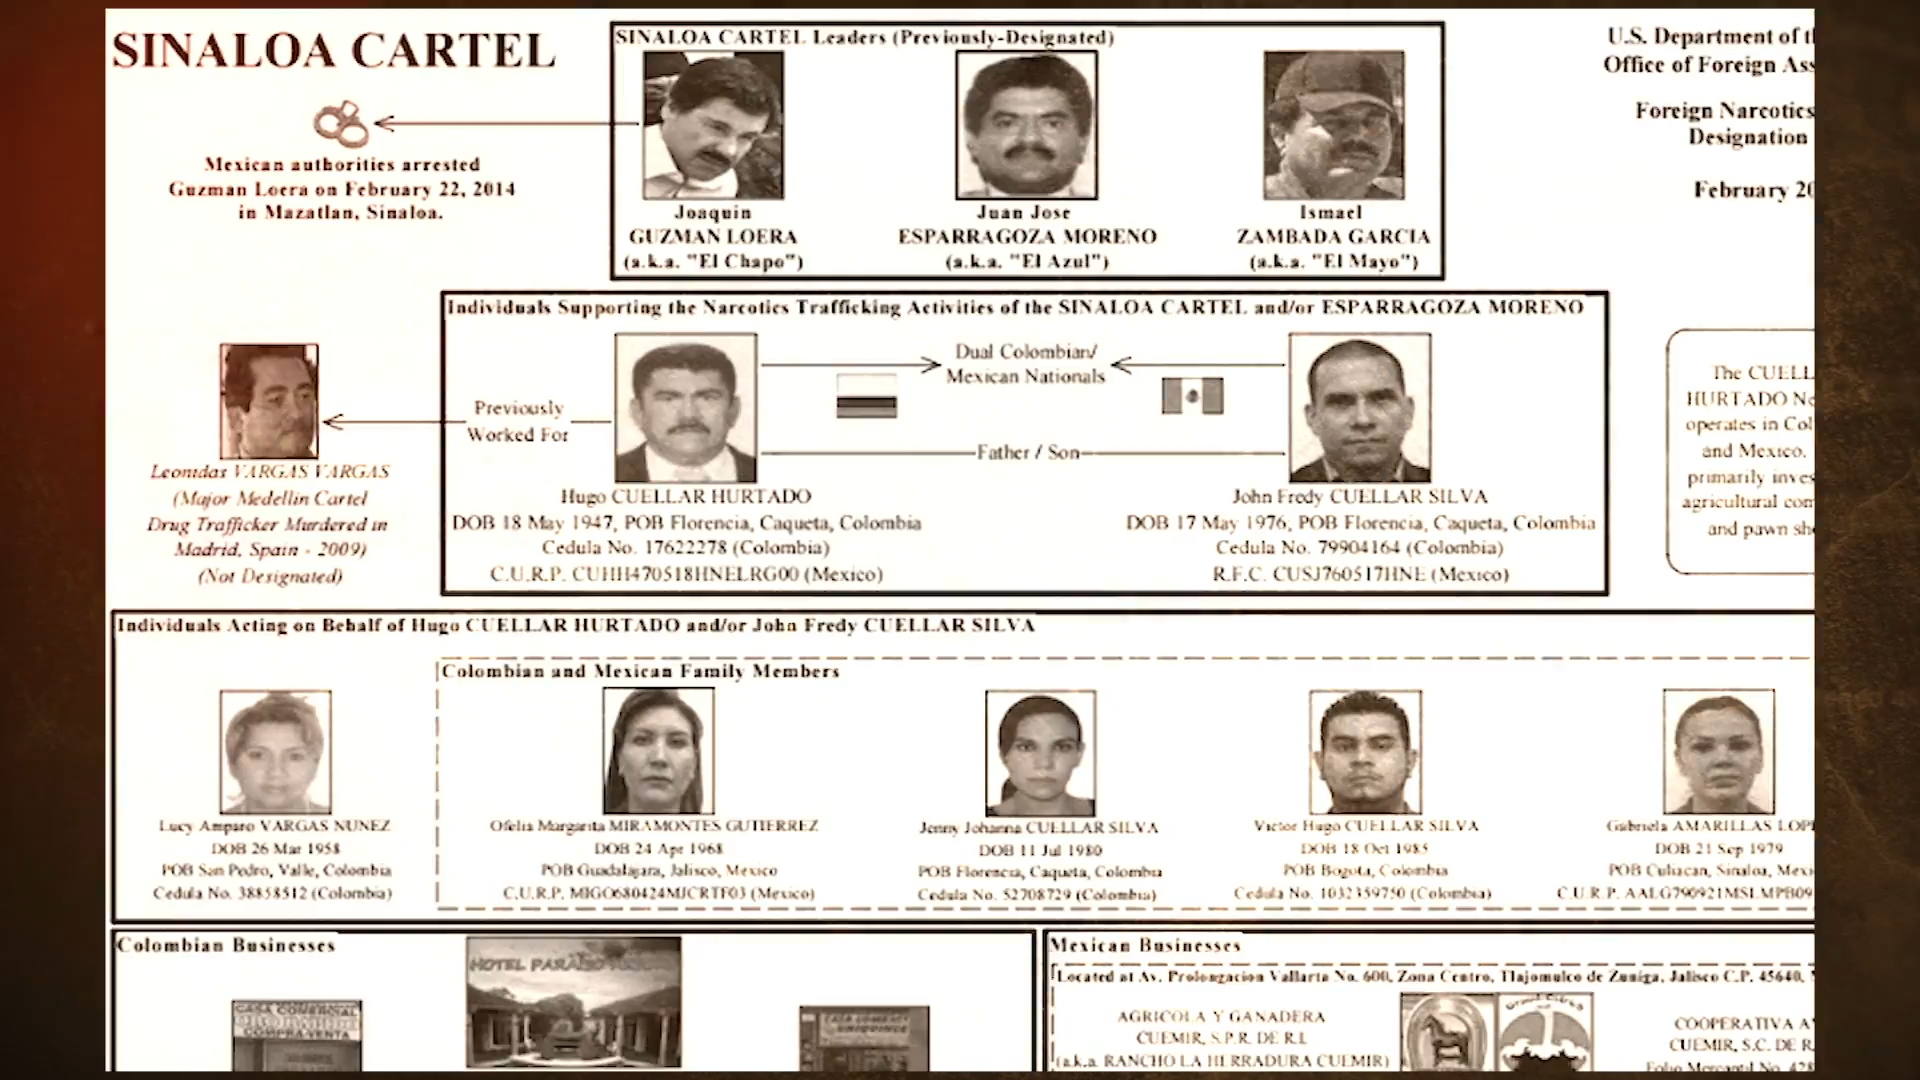 SINALOA CARTEL
SINALOA CARTEL Leaders (Previously-Designated)
U.S. Department of
Office of Foreign
Foreign Narcotics
Designation
February
Mexican authorities arrested
Guzman Loera on February 22, 2014
in Mazatlan, Sinaloa.
Joaquin
GUZMAN LOERA
(a.k.a. "El Chapo")
Juan Jose
ESPARRAGOZA MORENO
(a.k.a. "El Azul")
Ismael
ZAMBADA GARCIA
(a.k.a. "El Mayo")
Individuals Supporting the Narcotics Trafficking Activities of the SINALOA CARTEL and/or ESPARRAGOZA MORENO
Dual Colombian/
Mexican Nationals
Previously
Worked For
Father / Son
Leonidas VARGAS VARGAS
(Major Medellin Cartel
Drug Trafficker Murdered in
Madrid, Spain - 2009)
(Not Designated)
Hugo CUELLAR HURTADO
DOB 18 May 1947, POB Florencia, Caqueta, Colombia
Cedula No. 17622278 (Colombia)
C.U.R.P. CUHH470518HNELRG00 (Mexico)
John Fredy CUELLAR SILVA
DOB 17 May 1976, POB Florencia, Caqueta, Colombia
Cedula No. 79904164 (Colombia)
R.F.C. CUSJ760517HNE (Mexico)
The CUELL
HURTADO
operates in Col
and Mexico.
primarily inves
agricultural com
and pawn sh
Individuals Acting on Behalf of Hugo CUELLAR HURTADO and/or John Fredy CUELLAR SILVA
Colombian and Mexican Family Members
Lucy Amparo VARGAS NUNEZ
DOB 26 Mar 1958
POB San Pedro, Valle, Colombia
Cedula No. 38858512 (Colombia)
Ofelia Margarita MIRAMONTES GUTIERREZ
DOB 24 Apr 1968
POB Guadalajara, Jalisco, Mexico
C.U.R.P. MIGO680424MJCRTF03 (Mexico)
Jenny Johanna CUELLAR SILVA
DOB 11 Jul 1980
POB Florencia, Caqueta, Colombia
Cedula No. 52708729 (Colombia)
Victor Hugo CUELLAR SILVA
DOB 18 Oct 1985
POB Bogota, Colombia
Cedula No. 1032359750 (Colombia)
Gabriela AMARILLAS LOP
DOB 21 Sep 1979
POB Culiacan, Sinaloa, Mexi
C.U.R.P. AALG790921MSLMPB09
Colombian Businesses
HOTEL PARAISO
CASA COMERCIAL
COMPRAVENTA
Mexican Businesses
Located at Av. Prolongacion Vallarta No. 600, Zona Centro, Tlajomulco de Zuniga, Jalisco C.P. 45640,
AGRICOLA Y GANADERA
CUEMIR, S.P.R. DE R.I.
(a.k.a. RANCHO LA HERRADURA CUEMIR)
COOPERATIVA
CUEMIR, S.C. DE R
Folio Mercantil No.